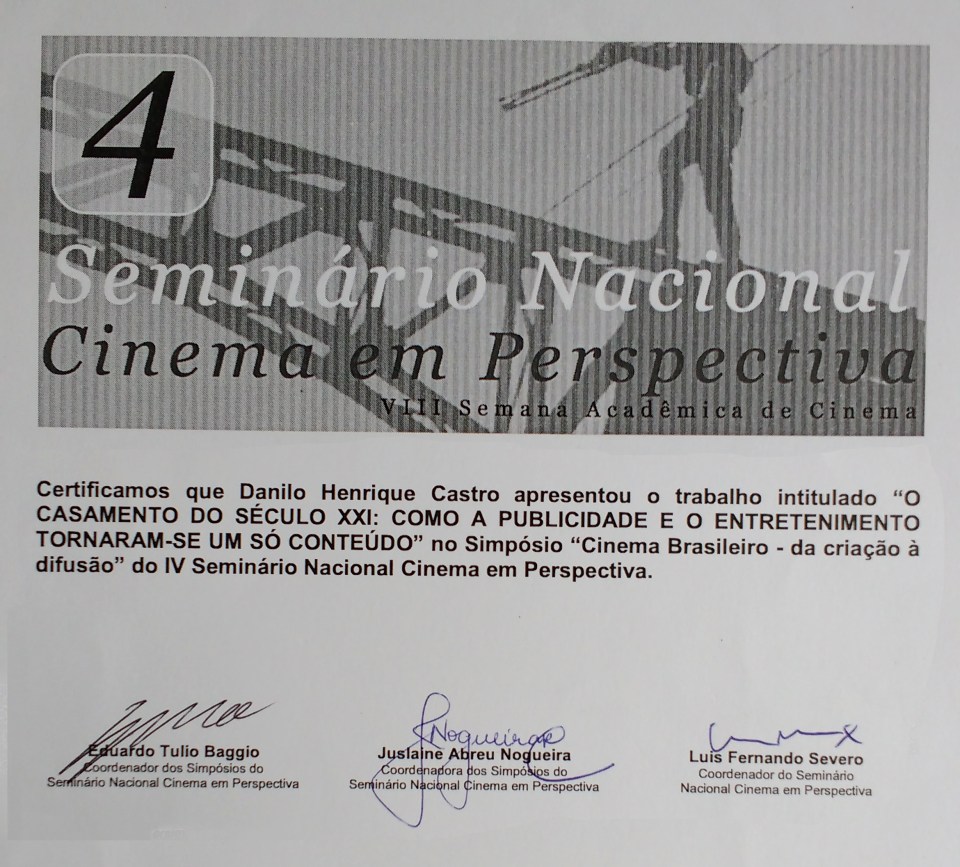 4
Seminário Nacional
Cinema em Perspectiva
VIII Semana Acadêmica de Cinema
Certificamos que Danilo Henrique Castro apresentou o trabalho intitulado “O
CASAMENTO DO SÉCULO XXI: COMO A PUBLICIDADE E O ENTRETENIMENTO
TORNARAM-SE UM SÓ CONTEÚDO” no Simpósio “Cinema Brasileiro - da criação à
difusão” do IV Seminário Nacional Cinema em Perspectiva.
Nogueira
Eduardo Tulio Baggio
Coordenador dos Simpósios do
Seminário Nacional Cinema em Perspectiva
Juslaine Abreu Nogueira
Coordenadora dos Simpósios do
Seminário Nacional Cinema em Perspectiva
Luis Fernando Severo
Coordenador do Seminário
Nacional Cinema em Perspectiva